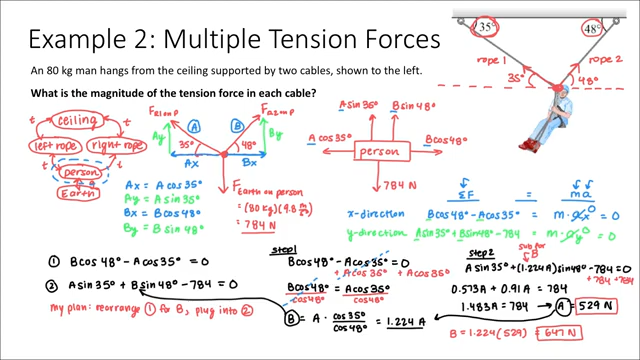 Example 2: Multiple Tension Forces
An 80 kg man hangs from the ceiling supported by two cables, shown to the left.
What is the magnitude of the tension force in each cable?
35°
48°
rope 1
rope 2
35°
48°
ceiling
t
t
left rope
right rope
t
t
person
g
Earth
F R1 on P
F R2 on P
A
B
Ay
By
35°
48°
Ax
Bx
Ax = A cos 35°
Ay = A sin 35°
Bx = B cos 48°
By = B sin 48°
F Earth on person
= (80 kg)(9.8 m/s²)
= 784 N
A sin 35°
B sin 48°
A cos 35°
B cos 48°
person
784 N
ΣF = ma
x-direction B cos 48° - A cos 35° = m · ax⁰ = 0
y-direction: A sin 35° + B sin 48° - 784 = m · ay⁰ = 0
① B cos 48° - A cos 35° = 0
② A sin 35° + B sin 48° - 784 = 0
my plan: rearrange ① for B, plug into ②
step 1
B cos 48° - A cos 35° = 0
+ A cos 35° + A cos 35°
B cos 48° = A cos 35°
cos 48° cos 48°
B = A · cos 35° / cos 48° = 1.224 A
step 2
sub for B
A sin 35° + (1.224 A) sin 48° - 784 = 0
+784 +784
0.573 A + 0.91 A = 784
1.483 A = 784 → A = 529 N
B = 1.224 (529) = 647 N